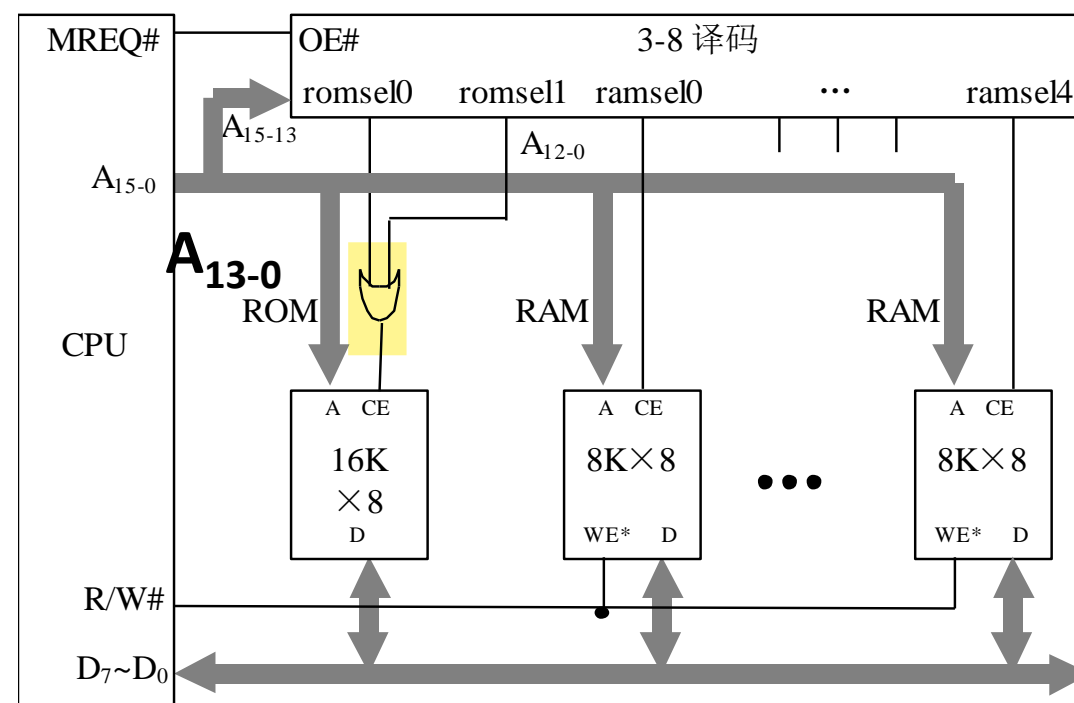 MREQ#
OE#
3-8 译码
romsel0
romsel1
ramsel0
...
ramsel4
A15-13
A12-0
A15-0
A13-0
ROM
RAM
RAM
CPU
A CE
A CE
A CE
16K
×8
8K×8
8K×8
D
WE* D
WE* D
R/W#
D7~D0